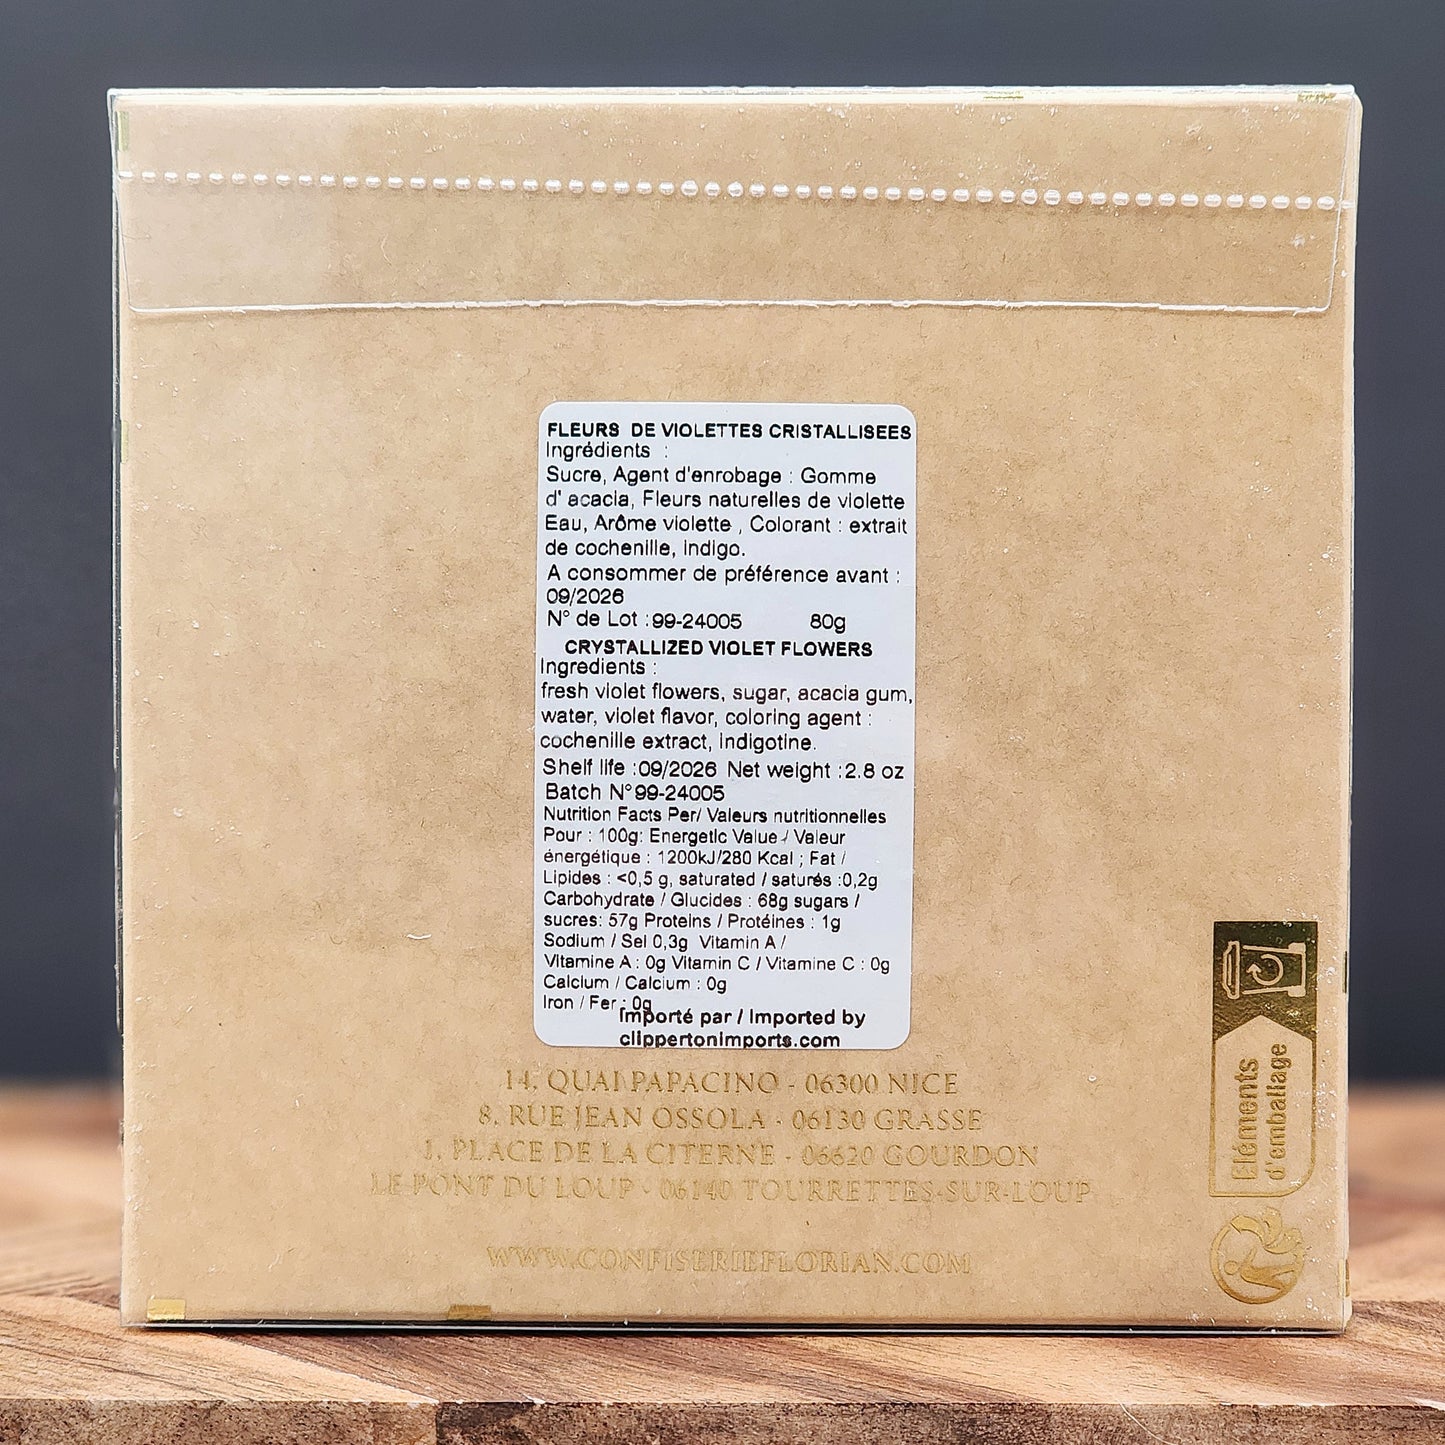 FLEURS DE VIOLETTES CRISTALLISEES
Ingrédients :
Sucre, Agent d'enrobage : Gomme
d' acacia, Fleurs naturelles de violette
Eau, Arôme violette , Colorant : extrait
de cochenille, indigo.
A consommer de préférence avant :
09/2026
N° de Lot :99-24005 80g
CRYSTALLIZED VIOLET FLOWERS
Ingredients :
fresh violet flowers, sugar, acacia gum,
water, violet flavor, coloring agent :
cochenille extract, indigotine.
Shelf life :09/2026 Net weight :2.8 oz
Batch N°99-24005
Nutrition Facts Per/ Valeurs nutritionnelles
Pour : 100g: Energetic Value / Valeur
énergétique : 1200kJ/280 Kcal ; Fat /
Lipides : <0,5 g, saturated / saturés :0,2g
Carbohydrate / Glucides : 68g sugars /
sucres: 57g Proteins / Protéines : 1g
Sodium / Sel 0,3g Vitamin A /
Vitamine A : 0g Vitamin C / Vitamine C : 0g
Calcium / Calcium : 0g
Iron / Fer : 0g
Importé par / Imported by
clippertonimports.com
14, QUAI PAPACINO - 06300 NICE
8, RUE JEAN OSSOLA - 06130 GRASSE
1, PLACE DE LA CITERNE - 06620 GOURDON
LE PONT DU LOUP - 06140 TOURRETTES-SUR-LOUP
WWW.CONFISERIEFLORIAN.COM
Eléments
d'emballage